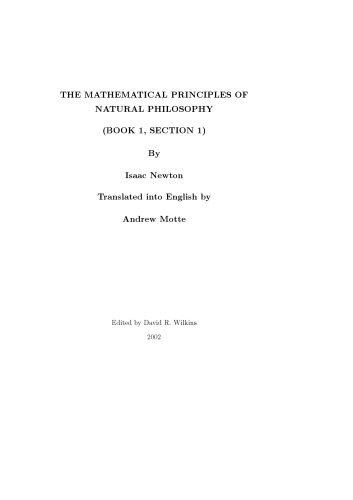 THE MATHEMATICAL PRINCIPLES OF
NATURAL PHILOSOPHY
(BOOK 1, SECTION 1)
By
Isaac Newton
Translated into English by
Andrew Motte
Edited by David R. Wilkins
2002